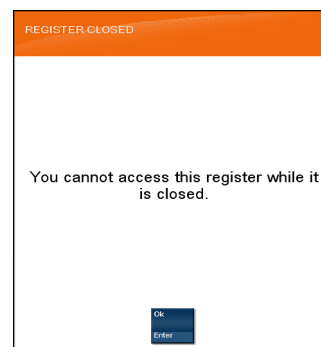 REGISTER CLOSED
You cannot access this register while it
is closed.
Ok
Enter